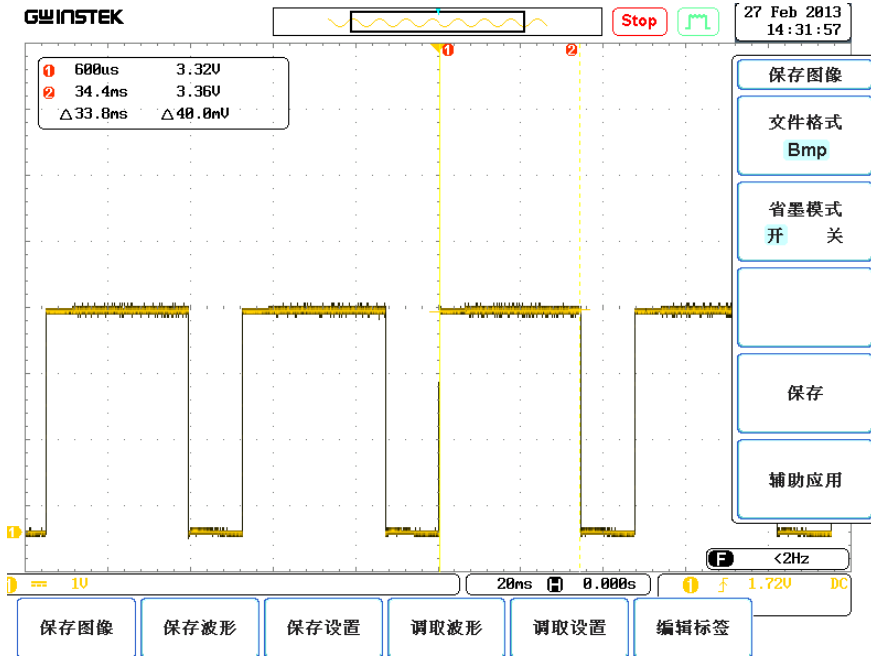 GWINSTEK
Stop
27 Feb 2013
14:31:57
1 2
1 600us 3.32V
2 34.4ms 3.36V
△33.8ms △40.0mV
保存图像
文件格式
Bmp
省墨模式
开 关
保存
辅助应用
1
F <2Hz
1 1V
20ms H 0.000s
1 1.72V DC
保存图像
保存波形
保存设置
调取波形
调取设置
编辑标签